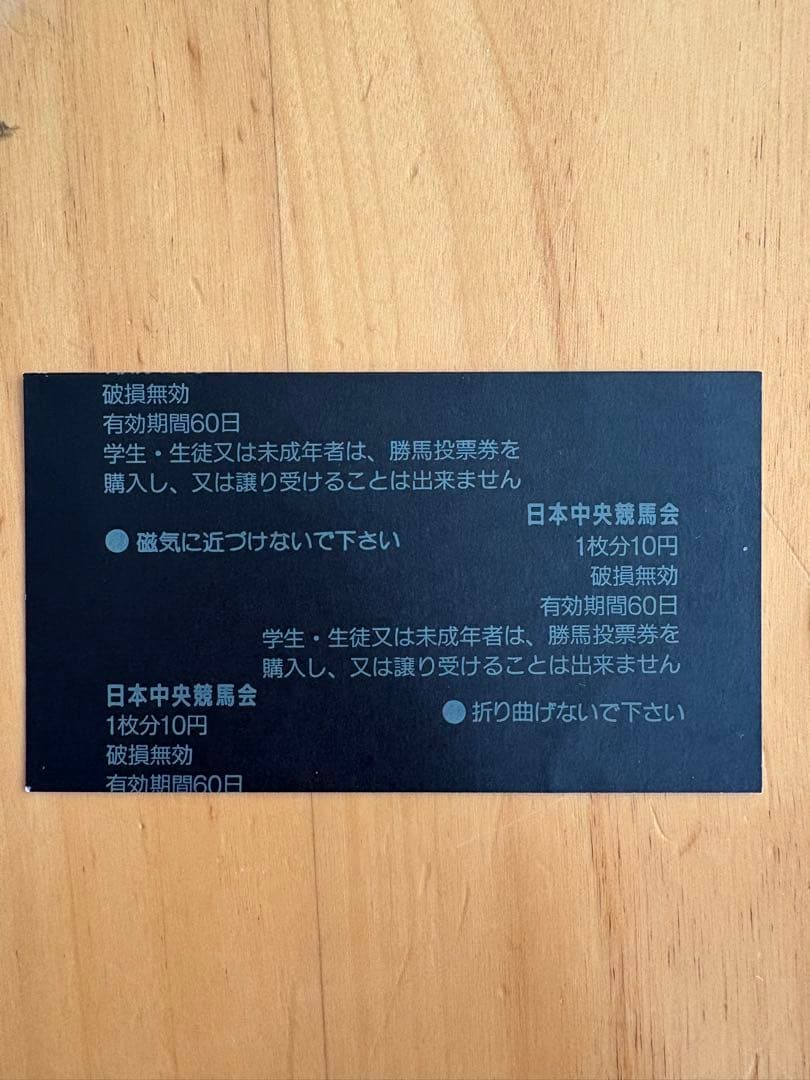 破損無効
有効期間60日
学生・生徒又は未成年者は、勝馬投票券を
購入し、又は譲り受けることは出来ません
●磁気に近づけないで下さい
日本中央競馬会
1枚分10円
破損無効
有効期間60日
学生・生徒又は未成年者は、勝馬投票券を
購入し、又は譲り受けることは出来ません
●折り曲げないで下さい
日本中央競馬会
1枚分10円
破損無効
有効期間60日